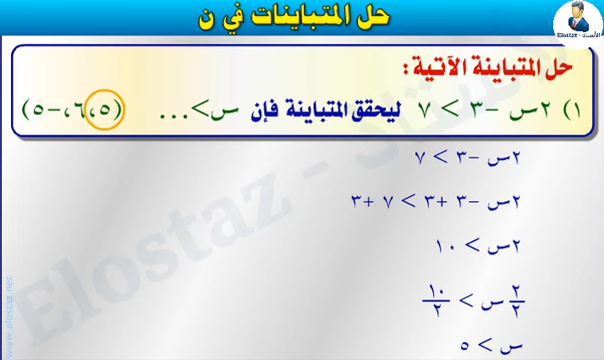 حل المتباينات في ن
الأستاذ - Elostaz
حل المتباينة الآتية :
١) ٢س – ٣ > ٧ ليحقق المتباينة فإن س > ... (٥، ٦، –٥)
٢س – ٣ > ٧
٢س – ٣ + ٣ > ٧ + ٣
٢س > ١٠
٢/٢ س > ١٠/٢
س > ٥
www.elostaz.net
Elostaz - الأستاذ